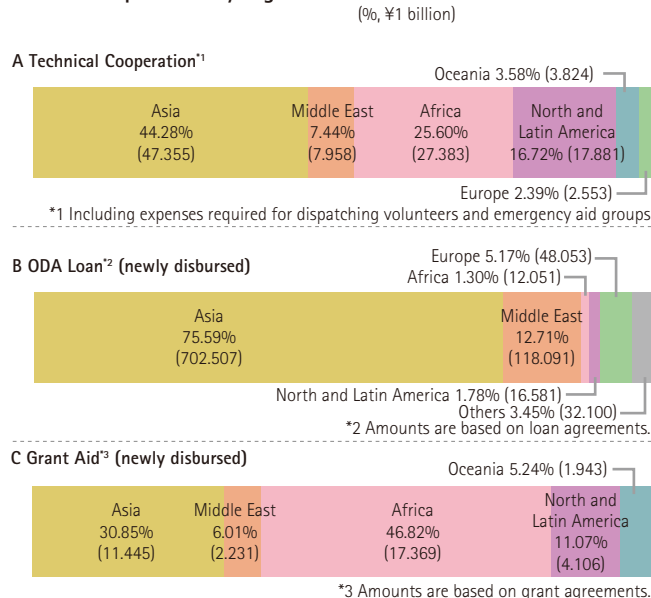 (%, ¥1 billion)
A Technical Cooperation*1
Oceania 3.58% (3.824)
Asia
44.28%
(47.355)
Middle East
7.44%
(7.958)
Africa
25.60%
(27.383)
North and
Latin America
16.72% (17.881)
Europe 2.39% (2.553)
*1 Including expenses required for dispatching volunteers and emergency aid groups
B ODA Loan*2 (newly disbursed)
Europe 5.17% (48.053)
Africa 1.30% (12.051)
Asia
75.59%
(702.507)
Middle East
12.71%
(118.091)
North and Latin America 1.78% (16.581)
Others 3.45% (32.100)
*2 Amounts are based on loan agreements.
C Grant Aid*3 (newly disbursed)
Oceania 5.24% (1.943)
Asia
30.85%
(11.445)
Middle East
6.01%
(2.231)
Africa
46.82%
(17.369)
North and
Latin America
11.07%
(4.106)
*3 Amounts are based on grant agreements.